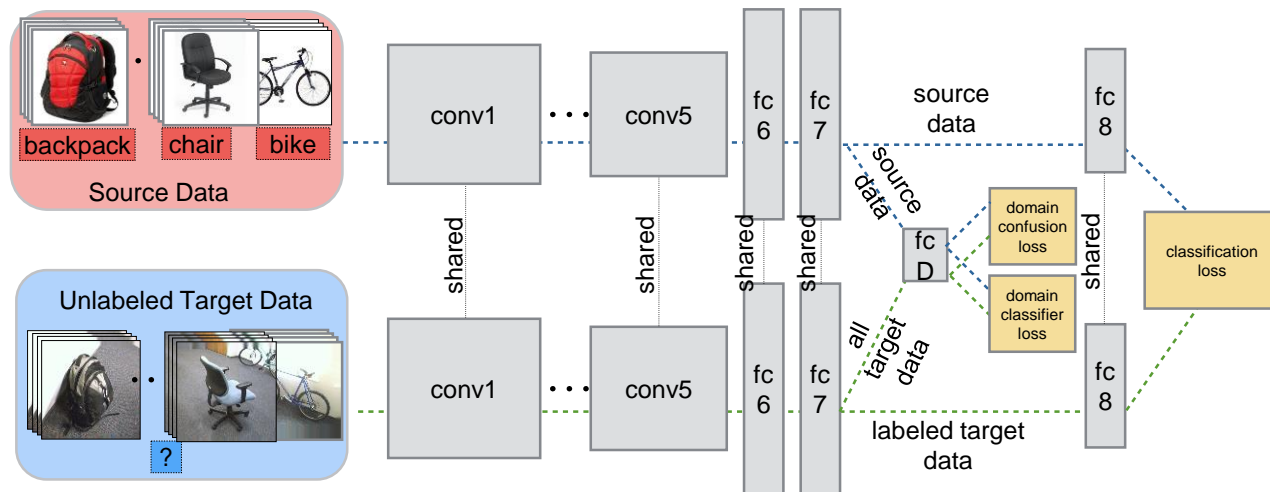 backpack
chair
bike
Source Data
conv1
...
conv5
fc
6
fc
7
source
data
fc
8
source
data
shared
shared
shared
shared
fc
D
domain
confusion
loss
domain
classifier
loss
shared
classification
loss
Unlabeled Target Data
?
conv1
...
conv5
fc
6
fc
7
all
target
data
labeled target
data
fc
8